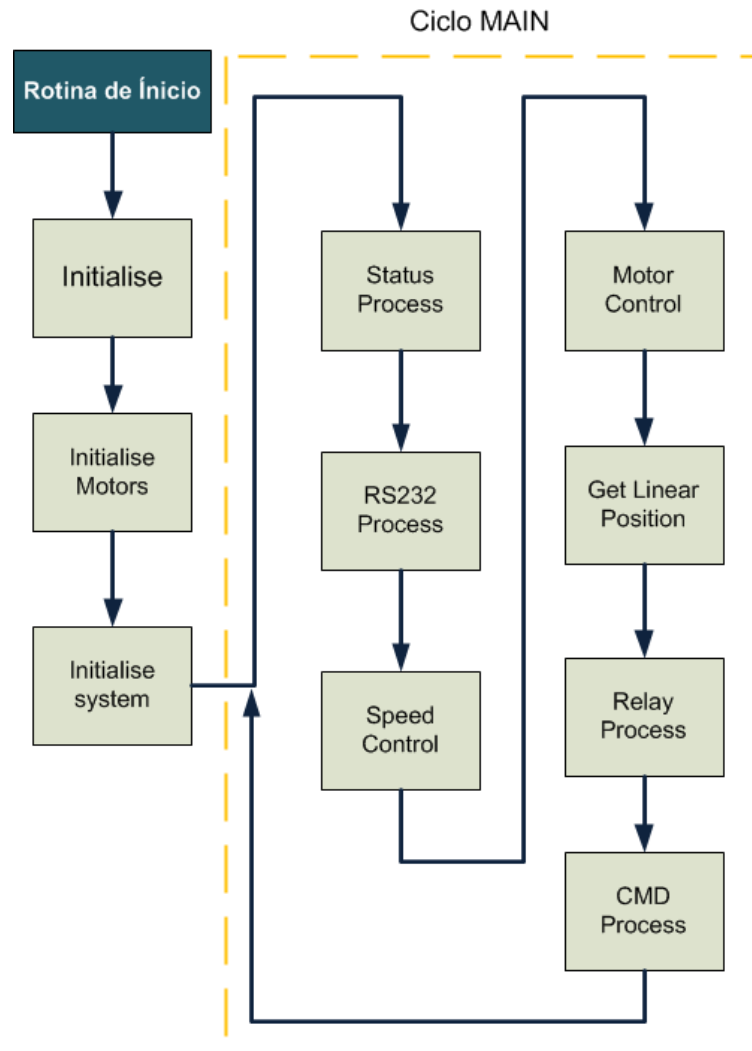 Ciclo MAIN
Rotina de Ínicio
Initialise
Initialise
Motors
Initialise
system
Status
Process
RS232
Process
Speed
Control
Motor
Control
Get Linear
Position
Relay
Process
CMD
Process